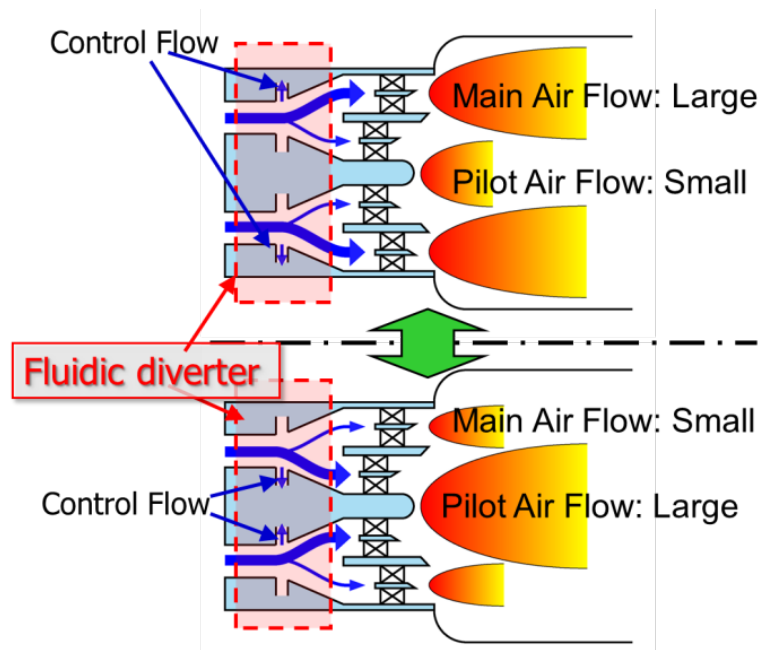 Control Flow
Main Air Flow: Large
Pilot Air Flow: Small
Fluidic diverter
Main Air Flow: Small
Control Flow
Pilot Air Flow: Large